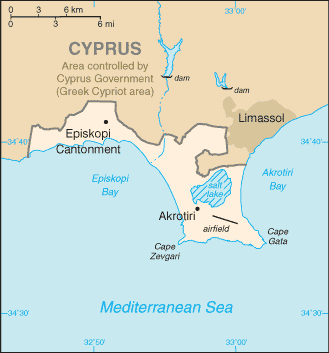 0 3 6 km
0 3 6 mi
33°00'
CYPRUS
Area controlled by
Cyprus Government
(Greek Cypriot area)
dam
dam
Limassol
Episkopi
Cantonment
34°40'
34°40'
Episkopi
Bay
Akrotiri
Bay
salt
lake
Akrotiri
airfield
Cape
Gata
Cape
Zevgari
Mediterranean Sea
34°30'
34°30'
32°50'
33°00'